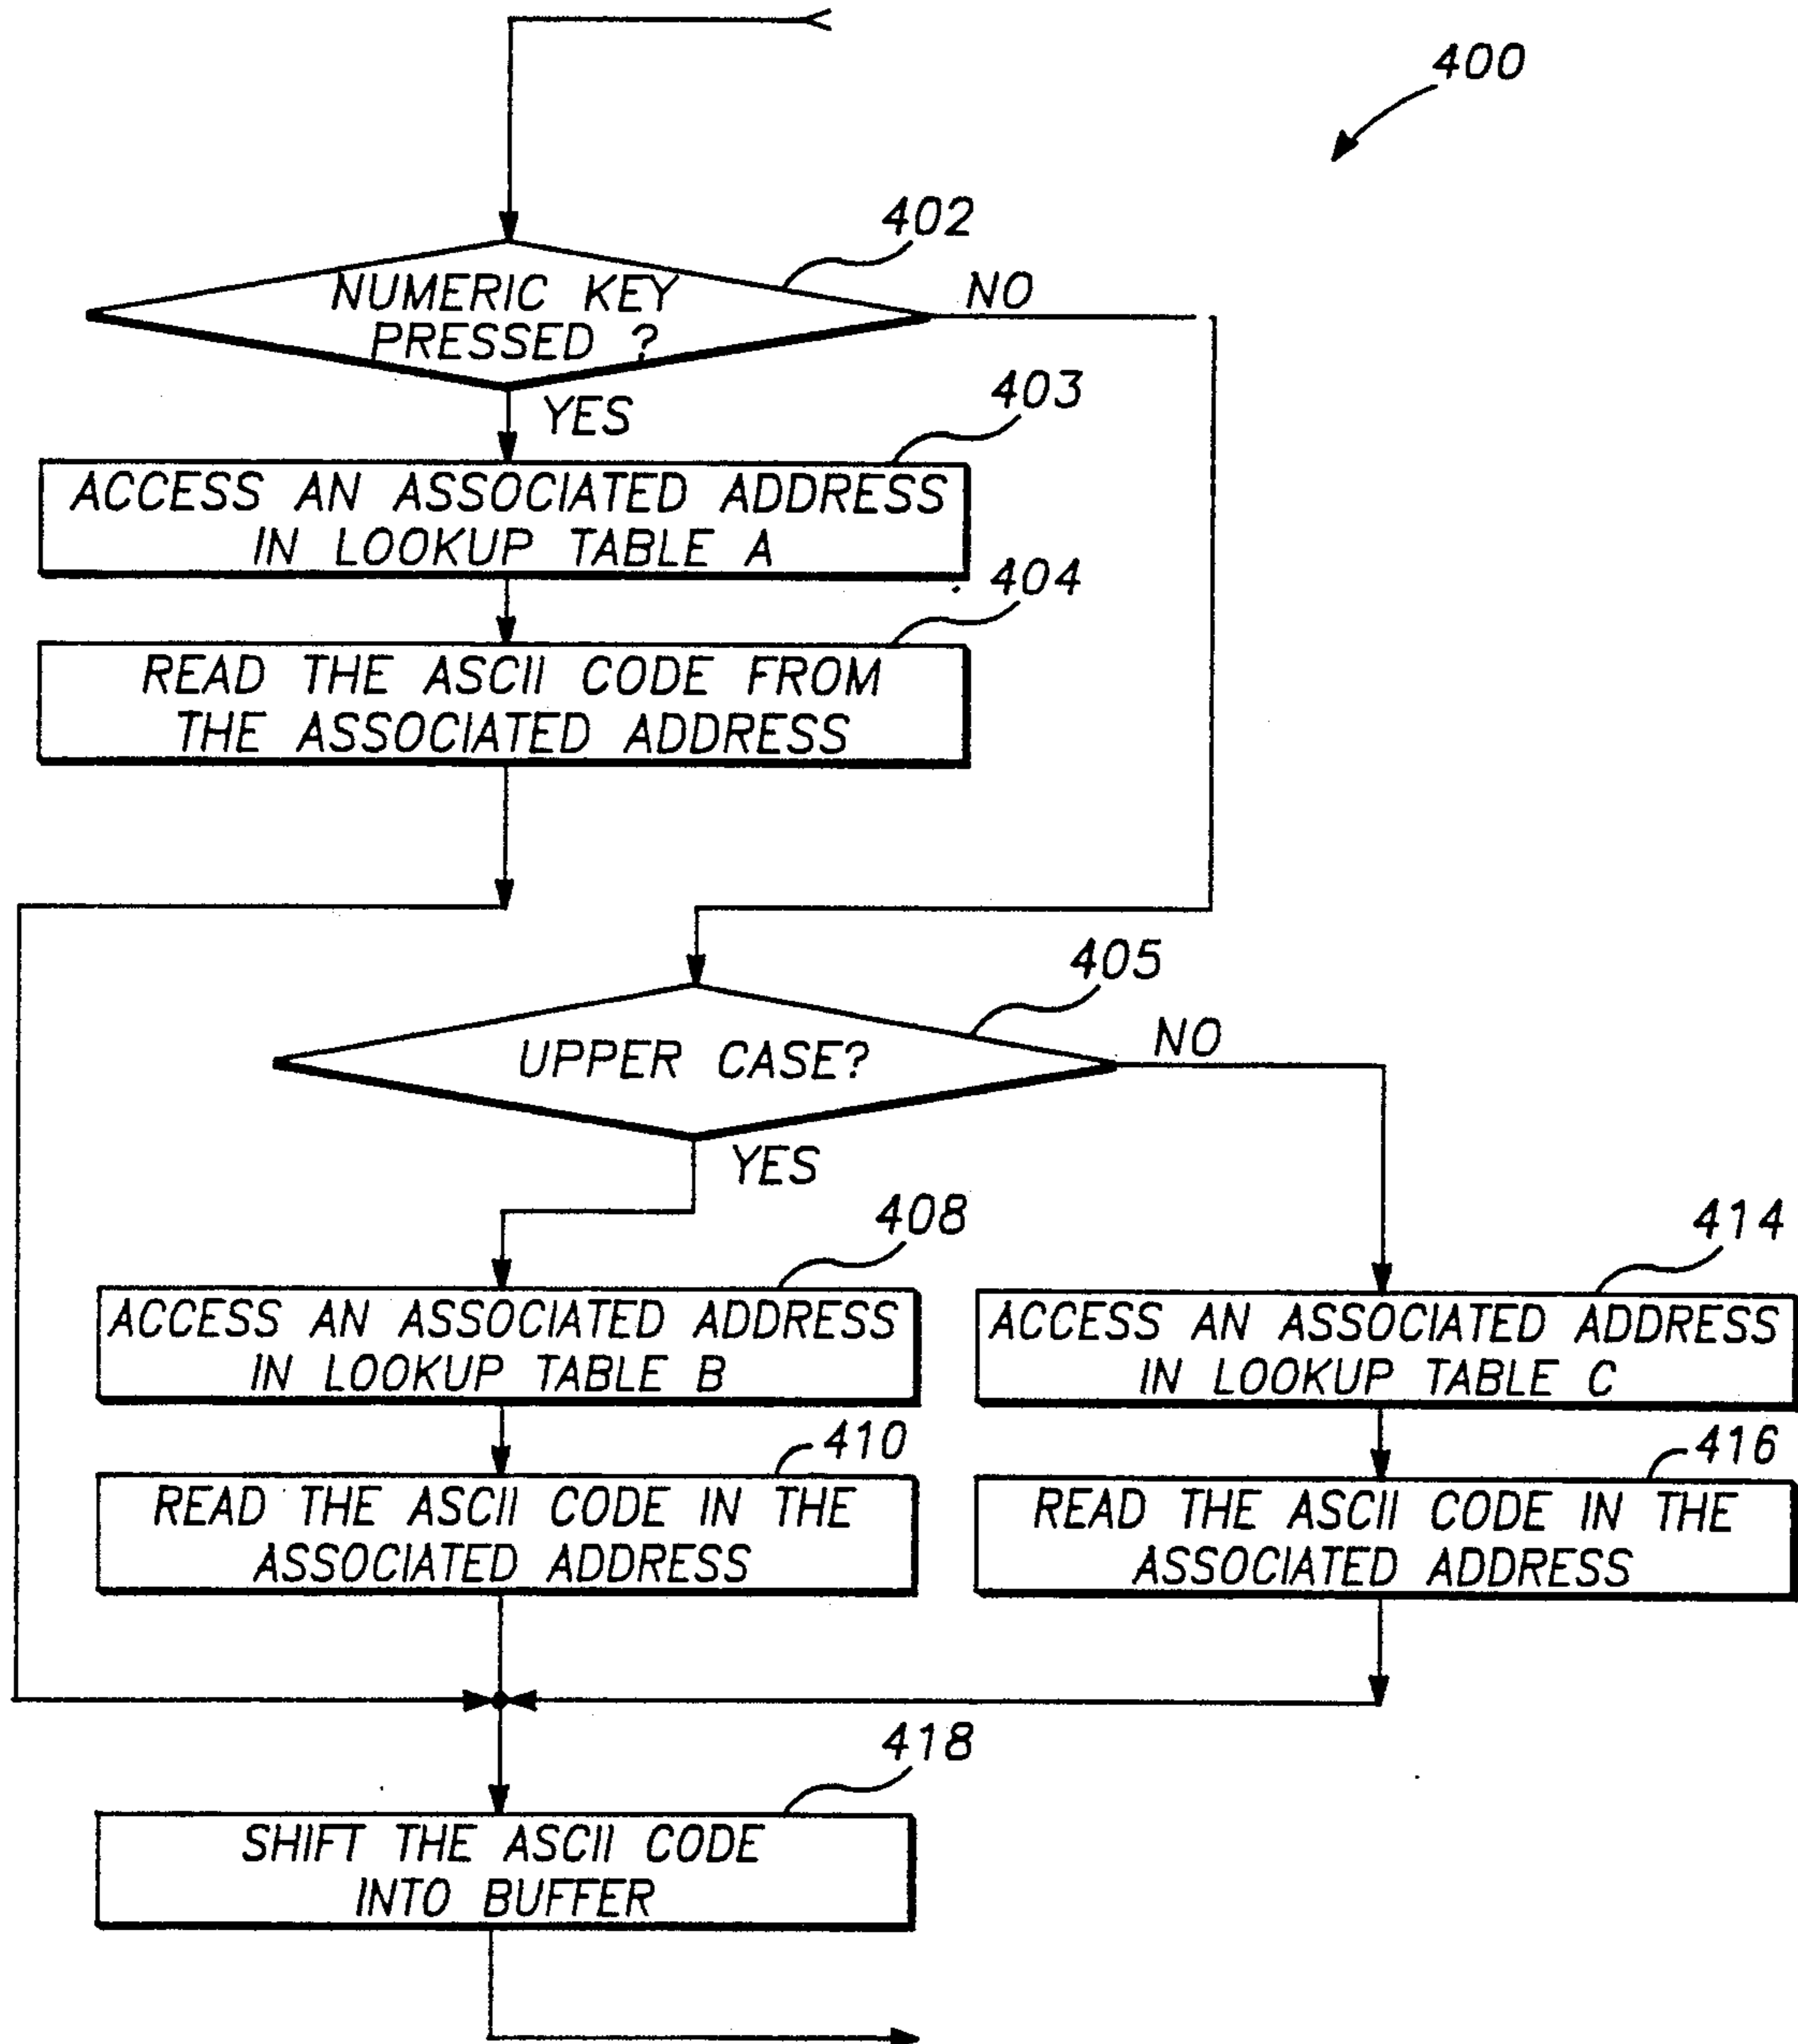 400
402
NUMERIC KEY
PRESSED ?
NO
YES
403
ACCESS AN ASSOCIATED ADDRESS
IN LOOKUP TABLE A
404
READ THE ASCII CODE FROM
THE ASSOCIATED ADDRESS
405
UPPER CASE?
NO
YES
408
ACCESS AN ASSOCIATED ADDRESS
IN LOOKUP TABLE B
414
ACCESS AN ASSOCIATED ADDRESS
IN LOOKUP TABLE C
410
READ THE ASCII CODE IN THE
ASSOCIATED ADDRESS
416
READ THE ASCII CODE IN THE
ASSOCIATED ADDRESS
418
SHIFT THE ASCII CODE
INTO BUFFER